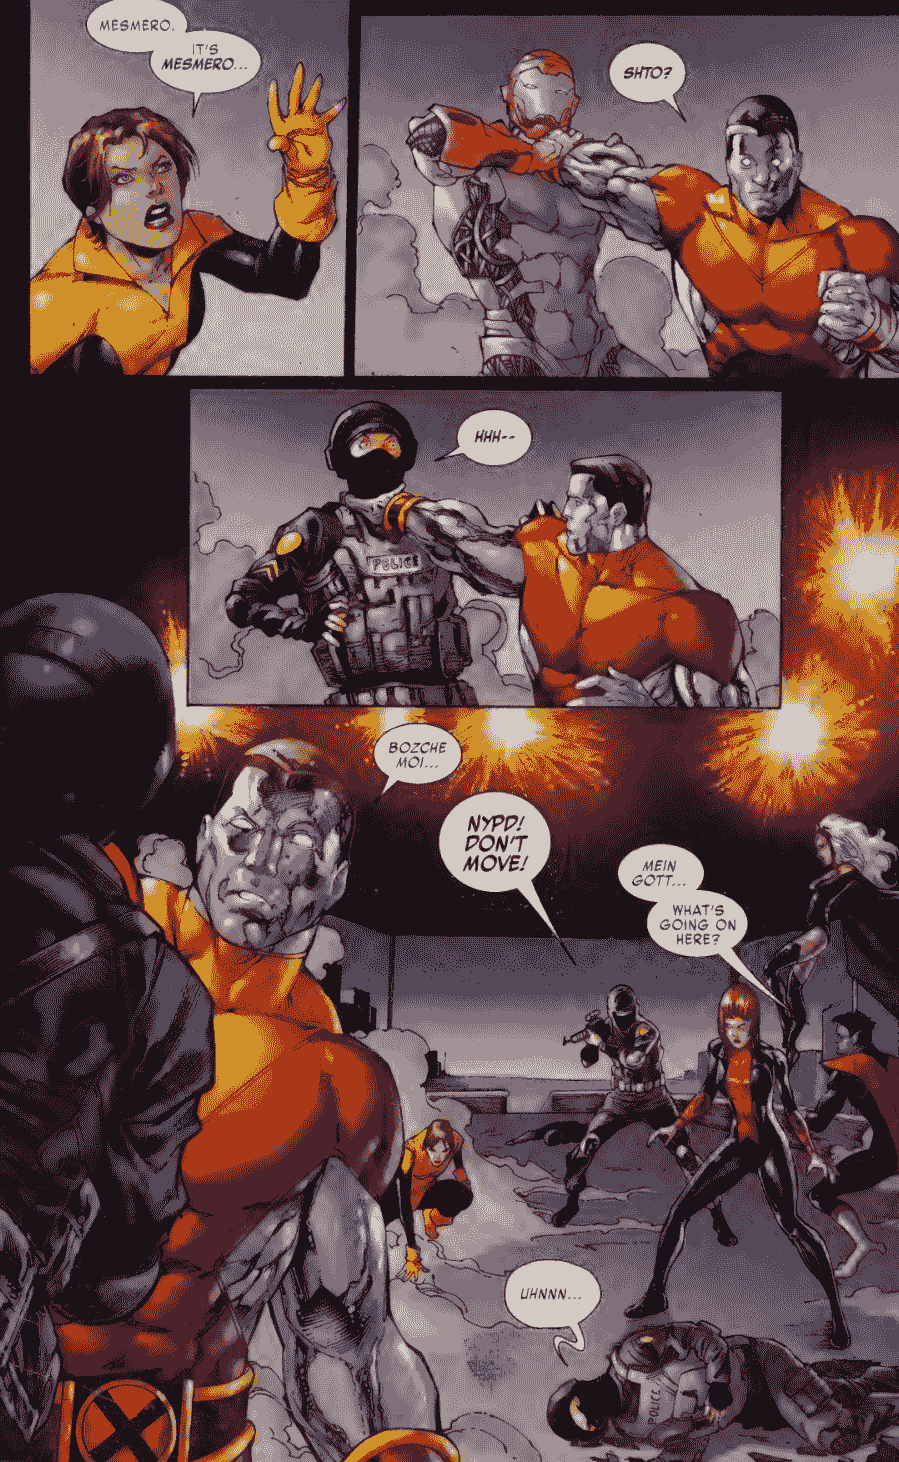 MESMERO.
IT'S
MESMERO...
SHTO?
HHH--
POLICE
BOZCHE
MOI...
NYPD!
DON'T
MOVE!
MEIN
GOTT...
WHAT'S
GOING ON
HERE?
UHNNN...
POLICE